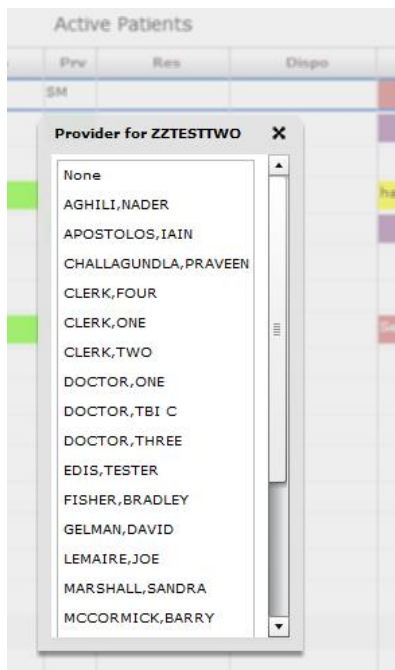 Active Patients
Prv Res Dispo
SM
Provider for ZZTESTTWO X
None
AGHILI,NADER
APOSTOLOS,IAIN
CHALLAGUNDLA,PRAVEEN
CLERK,FOUR
CLERK,ONE
CLERK,TWO
DOCTOR,ONE
DOCTOR,TBI C
DOCTOR,THREE
EDIS,TESTER
FISHER,BRADLEY
GELMAN,DAVID
LEMAIRE,JOE
MARSHALL,SANDRA
MCCORMICK,BARRY